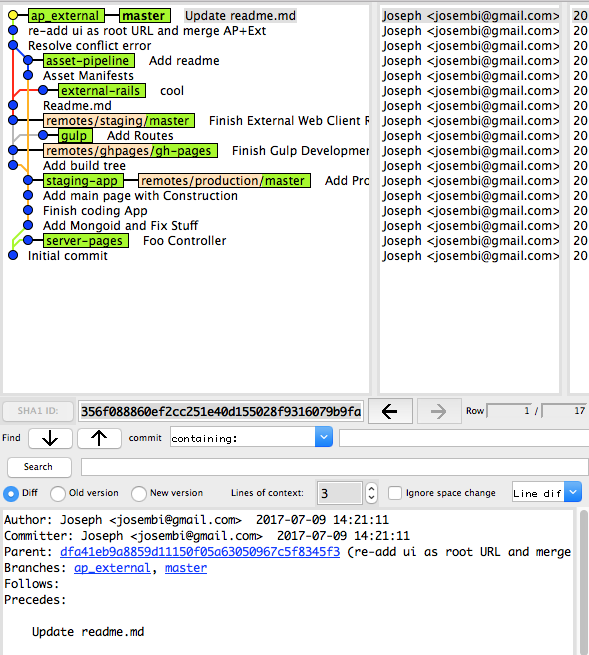 ap_external master Update readme.md Joseph <josembi@gmail.com> 20
re-add ui as root URL and merge AP+Ext Joseph <josembi@gmail.com> 20
Resolve conflict error Joseph <josembi@gmail.com> 20
asset-pipeline Add readme Joseph <josembi@gmail.com> 20
Asset Manifests Joseph <josembi@gmail.com> 20
external-rails cool Joseph <josembi@gmail.com> 20
Readme.md Joseph <josembi@gmail.com> 20
remotes/staging/master Finish External Web Client R Joseph <josembi@gmail.com> 20
gulp Add Routes Joseph <josembi@gmail.com> 20
remotes/ghpages/gh-pages Finish Gulp Developme Joseph <josembi@gmail.com> 20
Add build tree Joseph <josembi@gmail.com> 20
staging-app remotes/production/master Add Pro Joseph <josembi@gmail.com> 20
Add main page with Construction Joseph <josembi@gmail.com> 20
Finish coding App Joseph <josembi@gmail.com> 20
Add Mongoid and Fix Stuff Joseph <josembi@gmail.com> 20
server-pages Foo Controller Joseph <josembi@gmail.com> 20
Initial commit Joseph <josembi@gmail.com> 20
SHA1 ID: 356f088860ef2cc251e40d155028f9316079b9fa Row 1 / 17
Find commit containing:
Search
Diff Old version New version Lines of context: 3 Ignore space change Line dif
Author: Joseph <josembi@gmail.com> 2017-07-09 14:21:11
Committer: Joseph <josembi@gmail.com> 2017-07-09 14:21:11
Parent: dfa41eb9a8859d11150f05a63050967c5f8345f3 (re-add ui as root URL and merge
Branches: ap_external, master
Follows:
Precedes:
Update readme.md